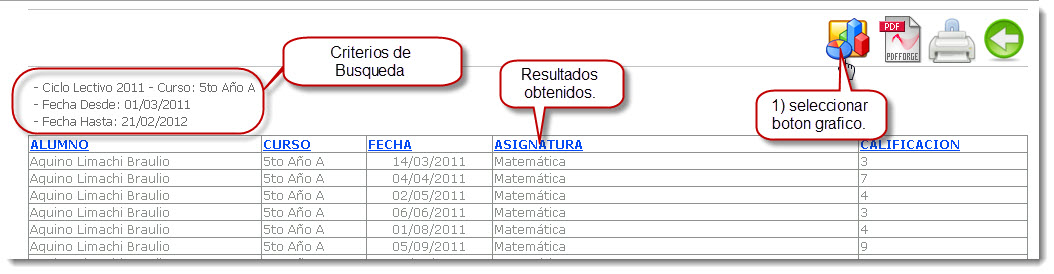 Criterios de
Busqueda
- Ciclo Lectivo 2011 - Curso: 5to Año A
- Fecha Desde: 01/03/2011
- Fecha Hasta: 21/02/2012
Resultados
obtenidos.
PDF
PDFFORGE
1) seleccionar
boton grafico.
ALUMNO CURSO FECHA ASIGNATURA CALIFICACION
Aquino Limachi Braulio 5to Año A 14/03/2011 Matemática 3
Aquino Limachi Braulio 5to Año A 04/04/2011 Matemática 7
Aquino Limachi Braulio 5to Año A 02/05/2011 Matemática 4
Aquino Limachi Braulio 5to Año A 06/06/2011 Matemática 3
Aquino Limachi Braulio 5to Año A 01/08/2011 Matemática 4
Aquino Limachi Braulio 5to Año A 05/09/2011 Matemática 9